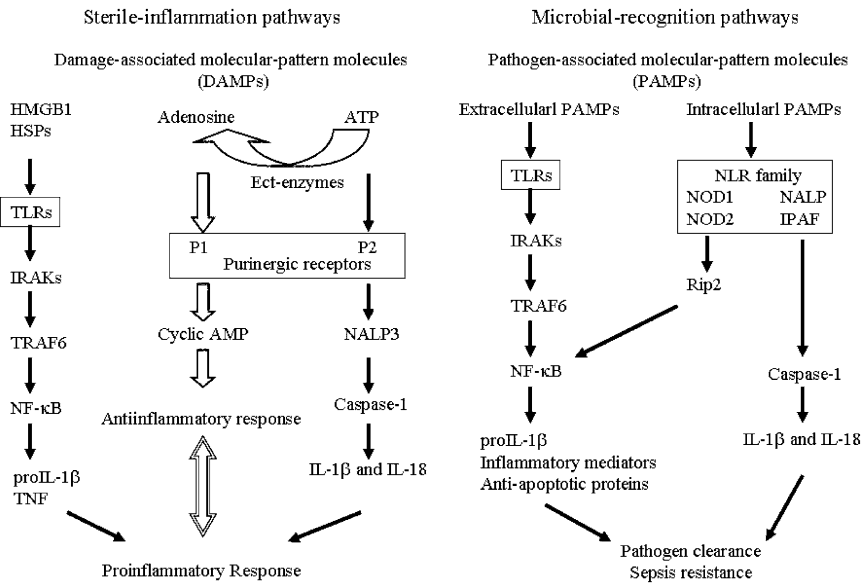 Sterile-inflammation pathways
Damage-associated molecular-pattern molecules
(DAMPs)
HMGB1
HSPs
TLRs
IRAKs
TRAF6
NF-κB
proIL-1β
TNF
Adenosine
ATP
Ect-enzymes
P1
P2
Purinergic receptors
Cyclic AMP
NALP3
Caspase-1
Antiinflammatory response
IL-1β and IL-18
Proinflammatory Response
Microbial-recognition pathways
Pathogen-associated molecular-pattern molecules
(PAMPs)
Extracellularl PAMPs
TLRs
IRAKs
TRAF6
NF-κB
proIL-1β
Inflammatory mediators
Anti-apoptotic proteins
Intracellularl PAMPs
NLR family
NOD1 NALP
NOD2 IPAF
Rip2
Caspase-1
IL-1β and IL-18
Pathogen clearance
Sepsis resistance